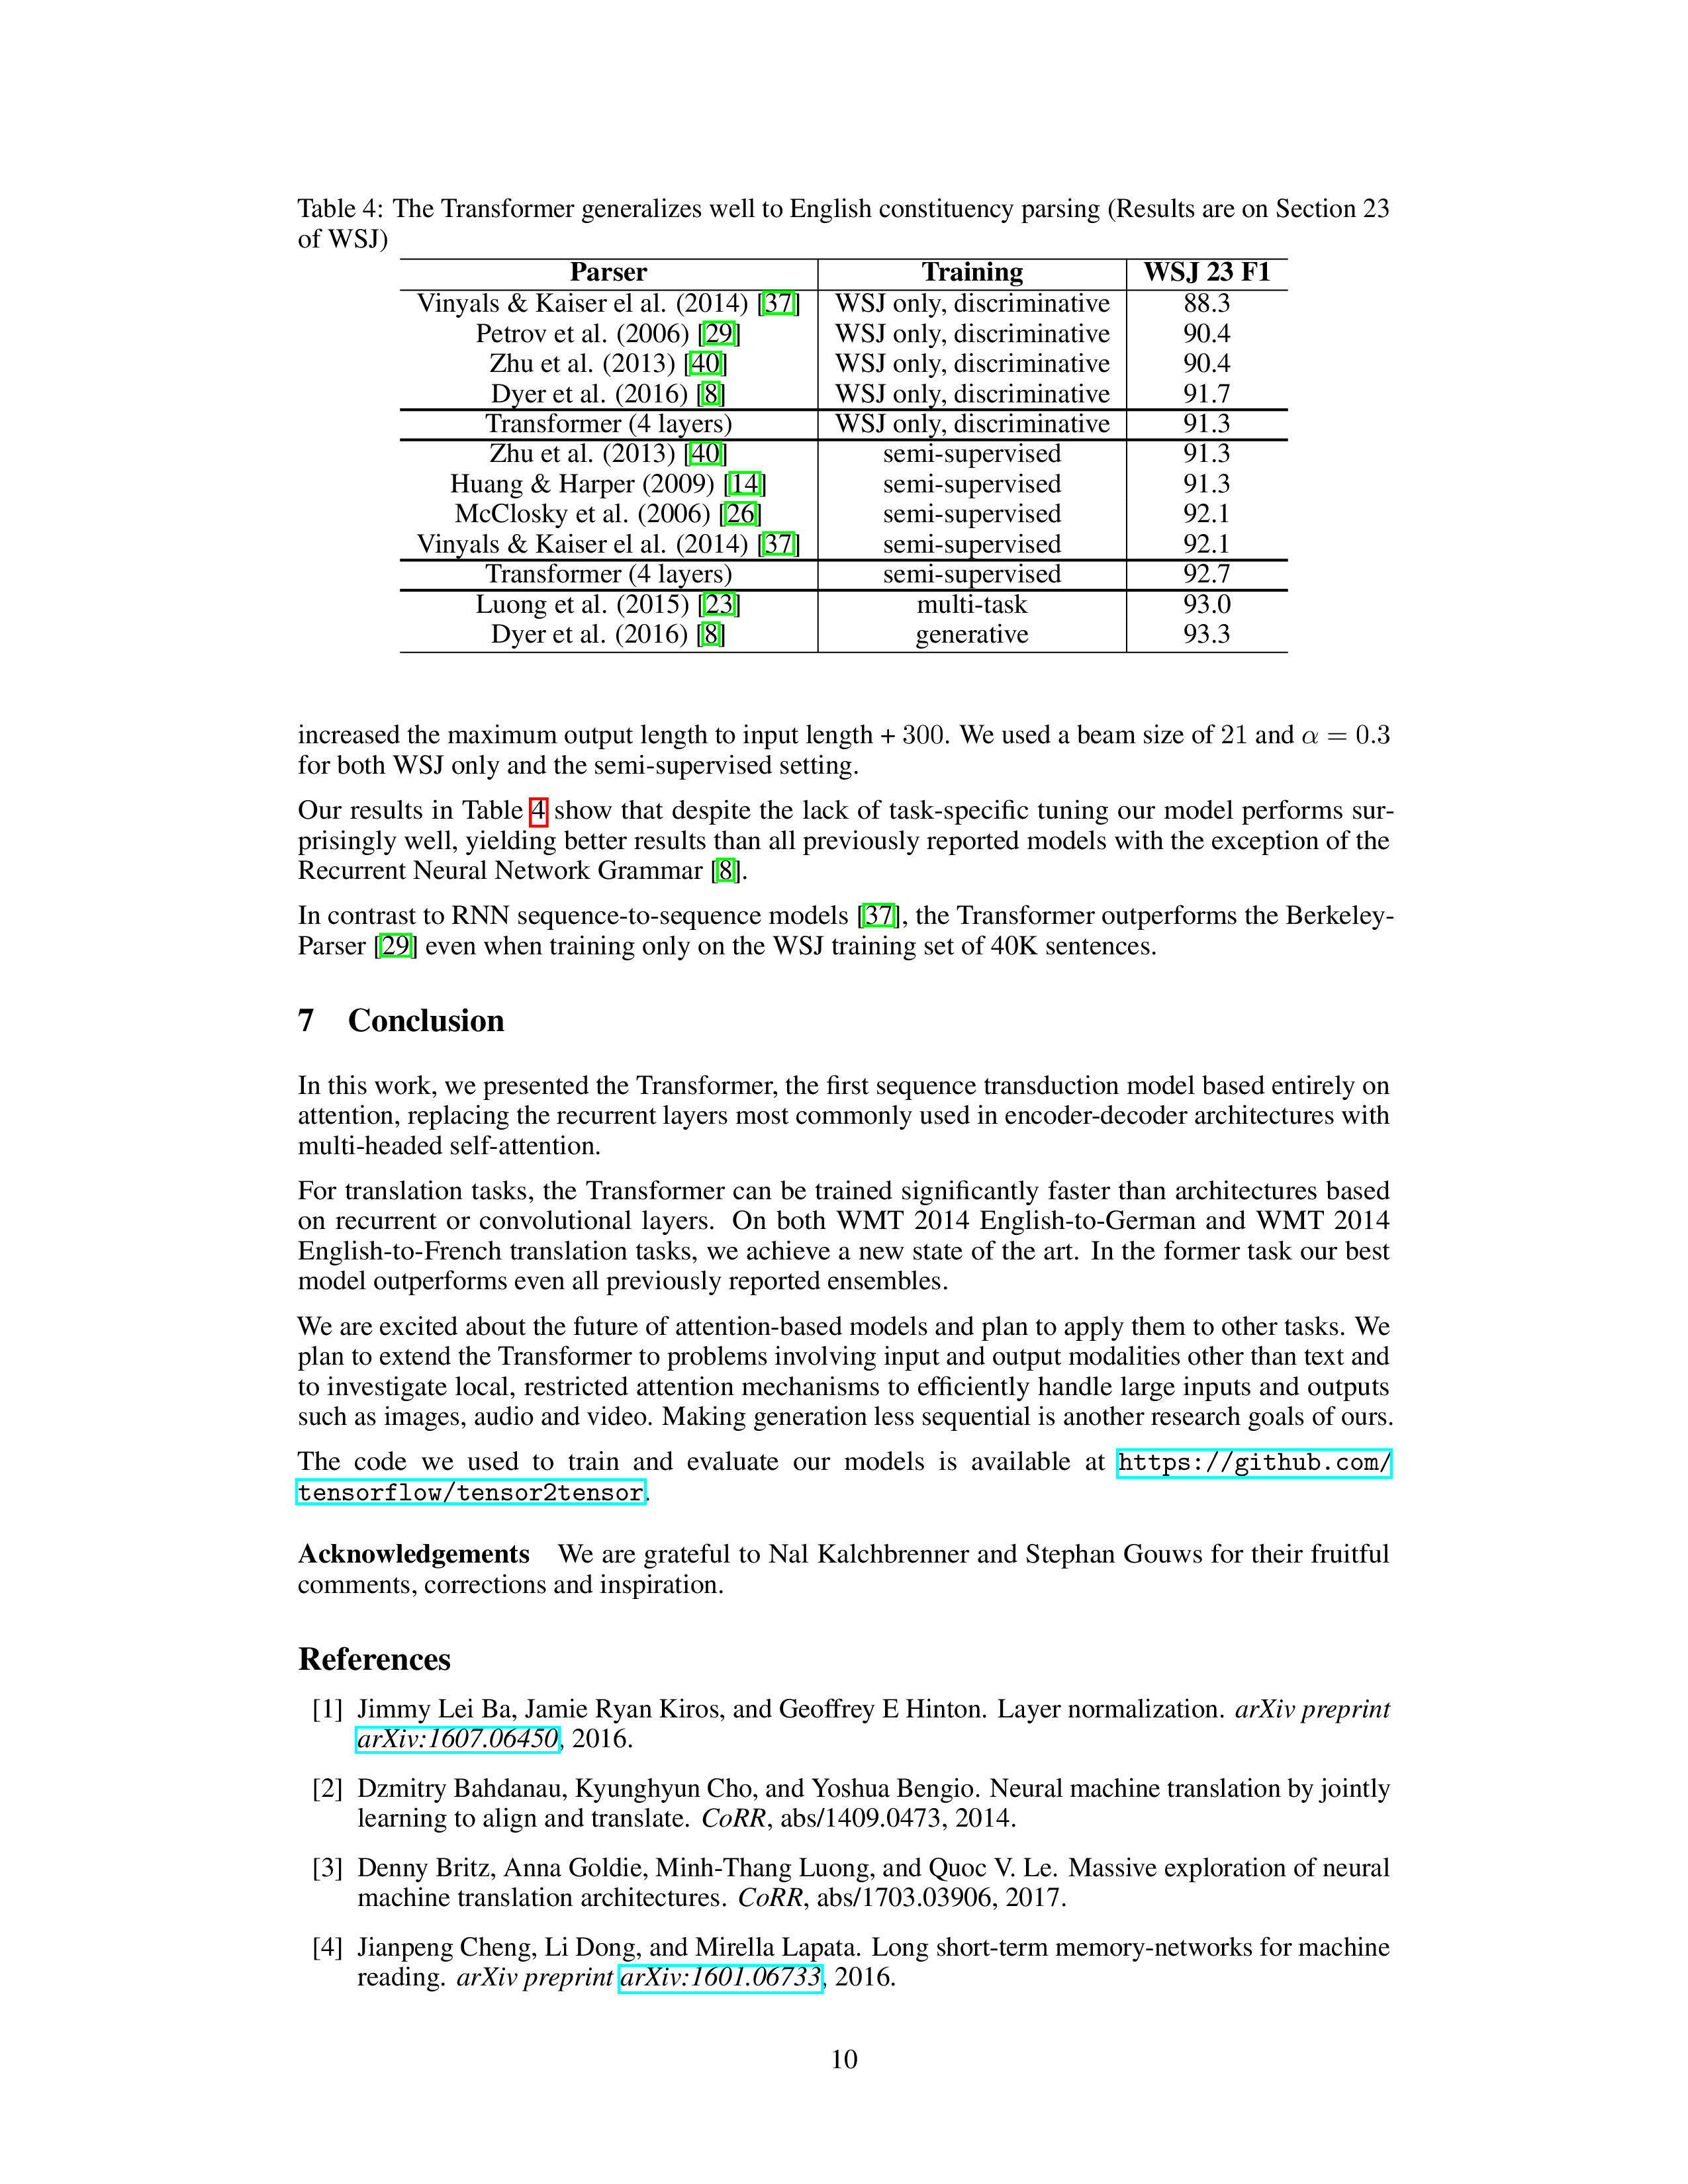 Table 4: The Transformer generalizes well to English constituency parsing (Results are on Section 23
of WSJ)
Parser Training WSJ 23 F1
Vinyals & Kaiser el al. (2014) [37] WSJ only, discriminative 88.3
Petrov et al. (2006) [29] WSJ only, discriminative 90.4
Zhu et al. (2013) [40] WSJ only, discriminative 90.4
Dyer et al. (2016) [8] WSJ only, discriminative 91.7
Transformer (4 layers) WSJ only, discriminative 91.3
Zhu et al. (2013) [40] semi-supervised 91.3
Huang & Harper (2009) [14] semi-supervised 91.3
McClosky et al. (2006) [26] semi-supervised 92.1
Vinyals & Kaiser el al. (2014) [37] semi-supervised 92.1
Transformer (4 layers) semi-supervised 92.7
Luong et al. (2015) [23] multi-task 93.0
Dyer et al. (2016) [8] generative 93.3
increased the maximum output length to input length + 300. We used a beam size of 21 and α = 0.3
for both WSJ only and the semi-supervised setting.
Our results in Table 4 show that despite the lack of task-specific tuning our model performs sur-
prisingly well, yielding better results than all previously reported models with the exception of the
Recurrent Neural Network Grammar [8].
In contrast to RNN sequence-to-sequence models [37], the Transformer outperforms the Berkeley-
Parser [29] even when training only on the WSJ training set of 40K sentences.
7 Conclusion
In this work, we presented the Transformer, the first sequence transduction model based entirely on
attention, replacing the recurrent layers most commonly used in encoder-decoder architectures with
multi-headed self-attention.
For translation tasks, the Transformer can be trained significantly faster than architectures based
on recurrent or convolutional layers. On both WMT 2014 English-to-German and WMT 2014
English-to-French translation tasks, we achieve a new state of the art. In the former task our best
model outperforms even all previously reported ensembles.
We are excited about the future of attention-based models and plan to apply them to other tasks. We
plan to extend the Transformer to problems involving input and output modalities other than text and
to investigate local, restricted attention mechanisms to efficiently handle large inputs and outputs
such as images, audio and video. Making generation less sequential is another research goals of ours.
The code we used to train and evaluate our models is available at https://github.com/
tensorflow/tensor2tensor.
Acknowledgements We are grateful to Nal Kalchbrenner and Stephan Gouws for their fruitful
comments, corrections and inspiration.
References
[1] Jimmy Lei Ba, Jamie Ryan Kiros, and Geoffrey E Hinton. Layer normalization. arXiv preprint
arXiv:1607.06450, 2016.
[2] Dzmitry Bahdanau, Kyunghyun Cho, and Yoshua Bengio. Neural machine translation by jointly
learning to align and translate. CoRR, abs/1409.0473, 2014.
[3] Denny Britz, Anna Goldie, Minh-Thang Luong, and Quoc V. Le. Massive exploration of neural
machine translation architectures. CoRR, abs/1703.03906, 2017.
[4] Jianpeng Cheng, Li Dong, and Mirella Lapata. Long short-term memory-networks for machine
reading. arXiv preprint arXiv:1601.06733, 2016.
10